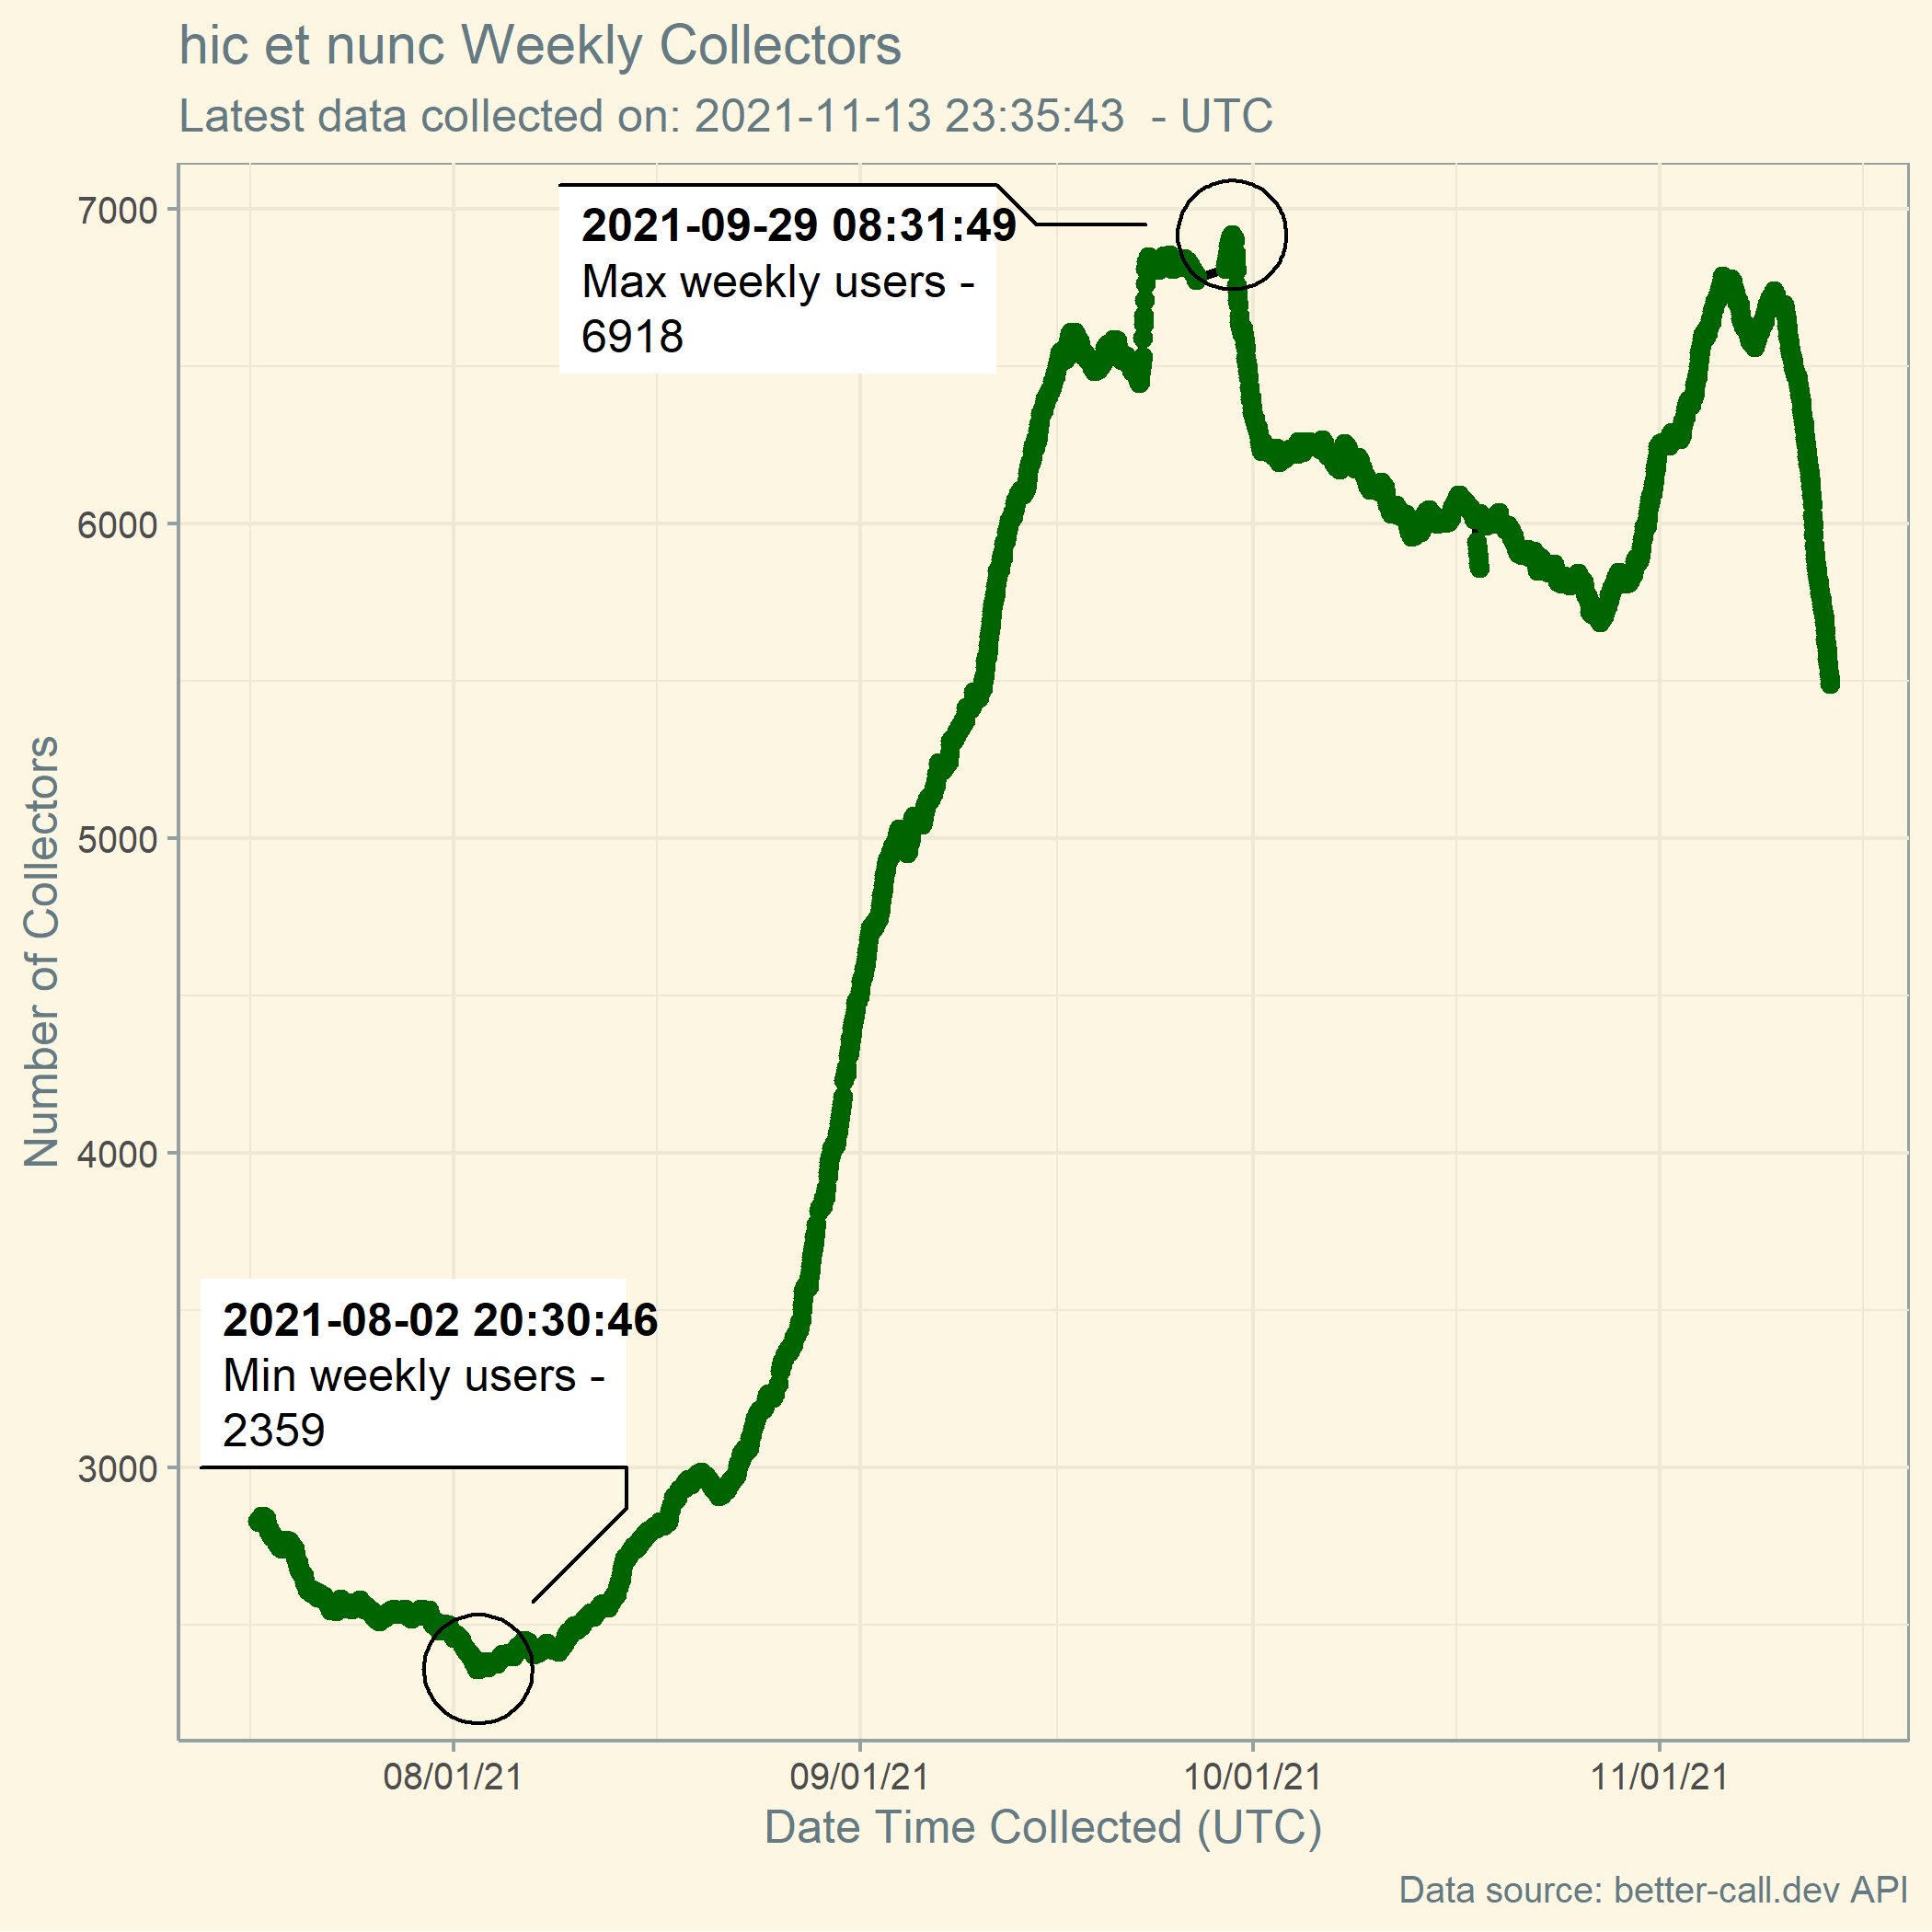 hic et nunc Weekly Collectors
Latest data collected on: 2021-11-13 23:35:43  - UTC
7000
6000
5000
4000
3000
Number of Collectors
2021-09-29 08:31:49
Max weekly users -
6918
2021-08-02 20:30:46
Min weekly users -
2359
08/01/21 09/01/21 10/01/21 11/01/21
Date Time Collected (UTC)
Data source: better-call.dev API